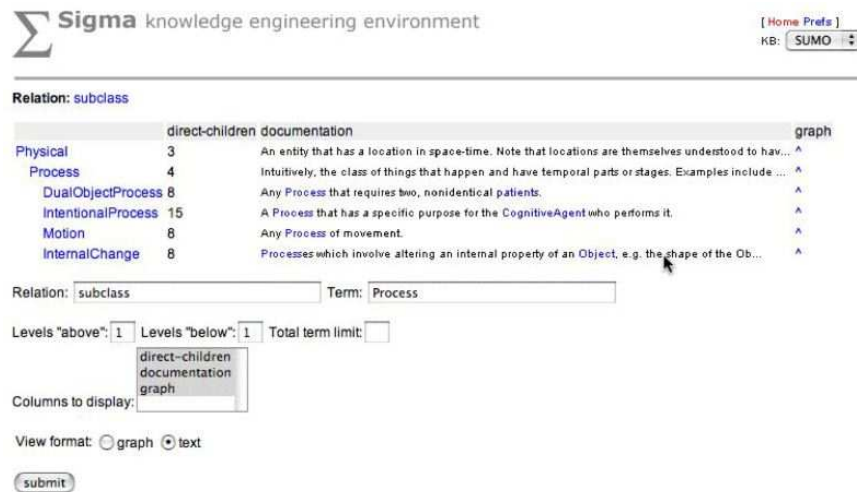 Sigma knowledge engineering environment
[ Home Prefs ]
KB: SUMO
Relation: subclass
direct-children documentation graph
Physical 3 An entity that has a location in space-time. Note that locations are themselves understood to hav... ^
Process 4 Intuitively, the class of things that happen and have temporal parts or stages. Examples include ... ^
DualObjectProcess 8 Any Process that requires two, nonidentical patients. ^
IntentionalProcess 15 A Process that has a specific purpose for the CognitiveAgent who performs it. ^
Motion 8 Any Process of movement. ^
InternalChange 8 Processes which involve altering an internal property of an Object, e.g. the shape of the Ob... ^
Relation: subclass Term: Process
Levels "above": 1 Levels "below": 1 Total term limit:
direct-children
documentation
graph
Columns to display:
View format: graph text
submit